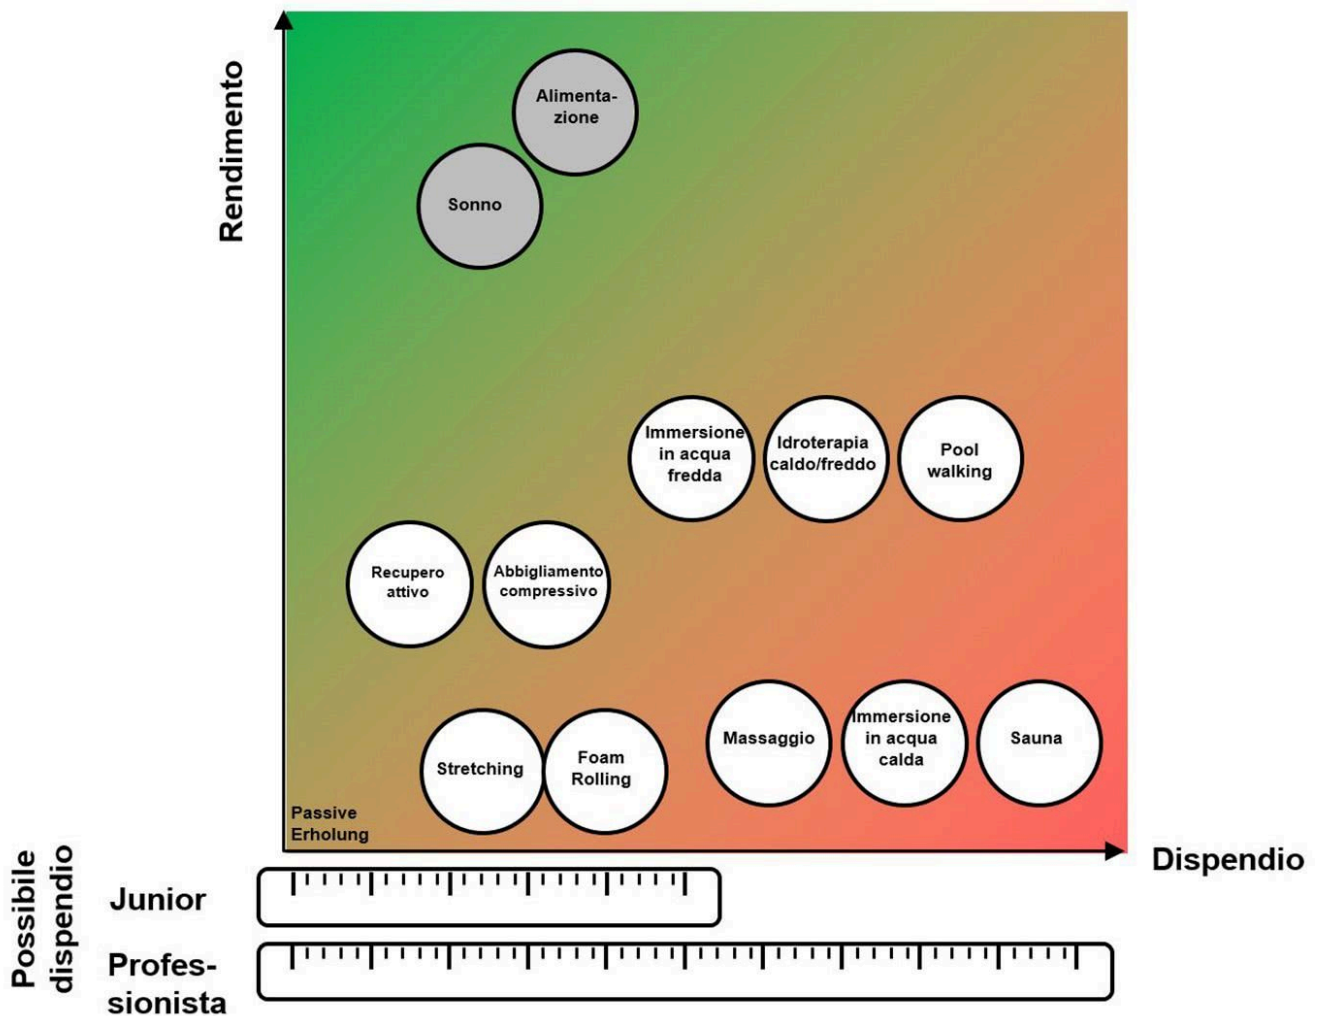 Rendimento
Alimenta-
zione
Sonno
Immersione
in acqua
fredda
Idroterapia
caldo/freddo
Pool
walking
Recupero
attivo
Abbigliamento
compressivo
Stretching
Foam
Rolling
Massaggio
Immersione
in acqua
calda
Sauna
Passive
Erholung
Dispendio
Possibile
dispendio
Junior
Profes-
sionista